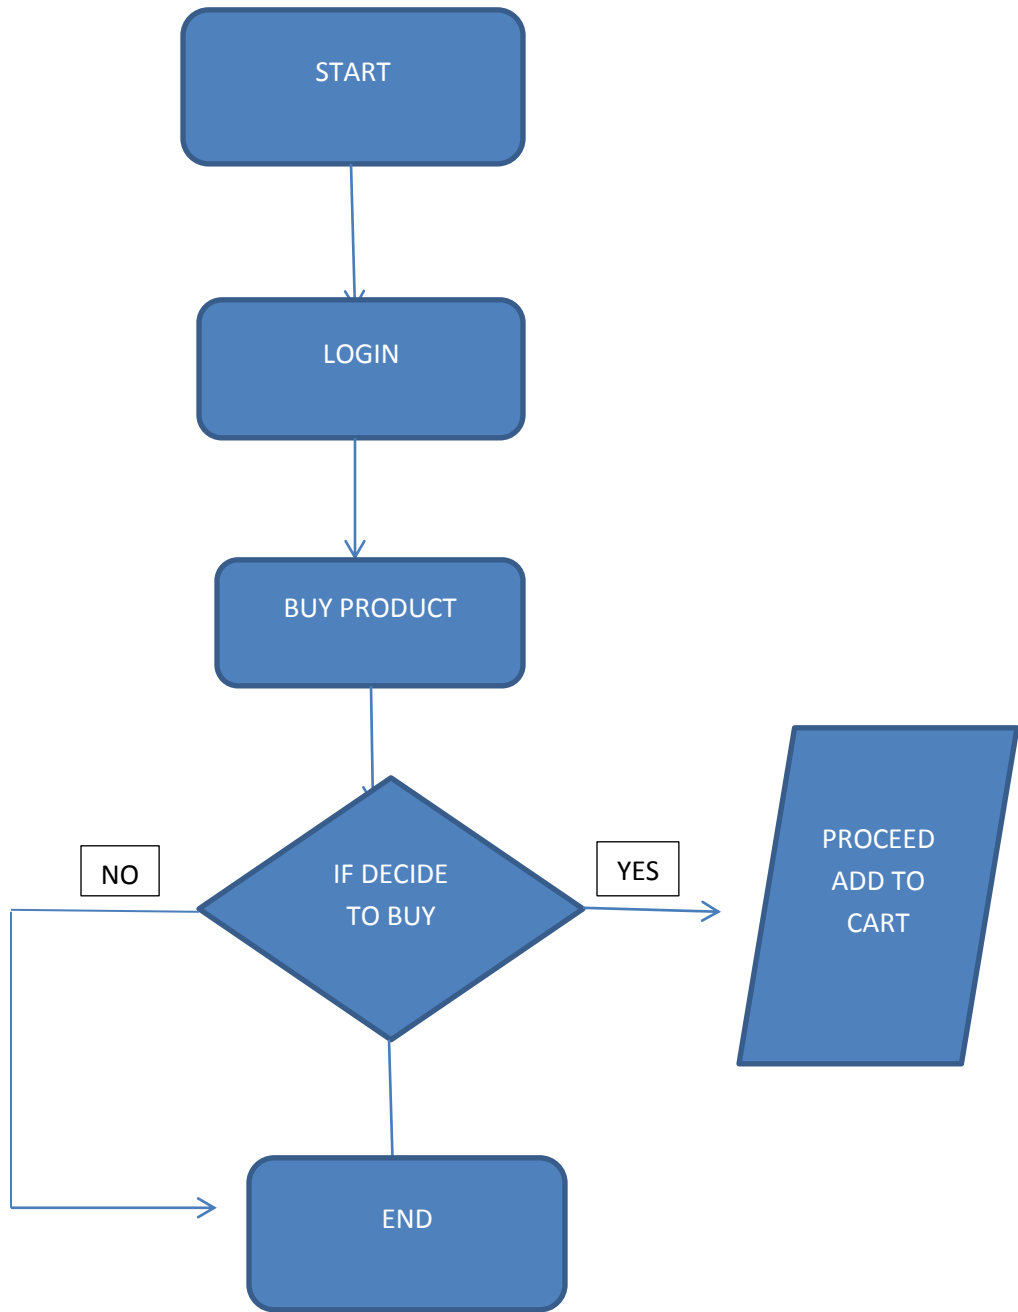 START
LOGIN
BUY PRODUCT
NO
IF DECIDE
TO BUY
YES
PROCEED
ADD TO
CART
END